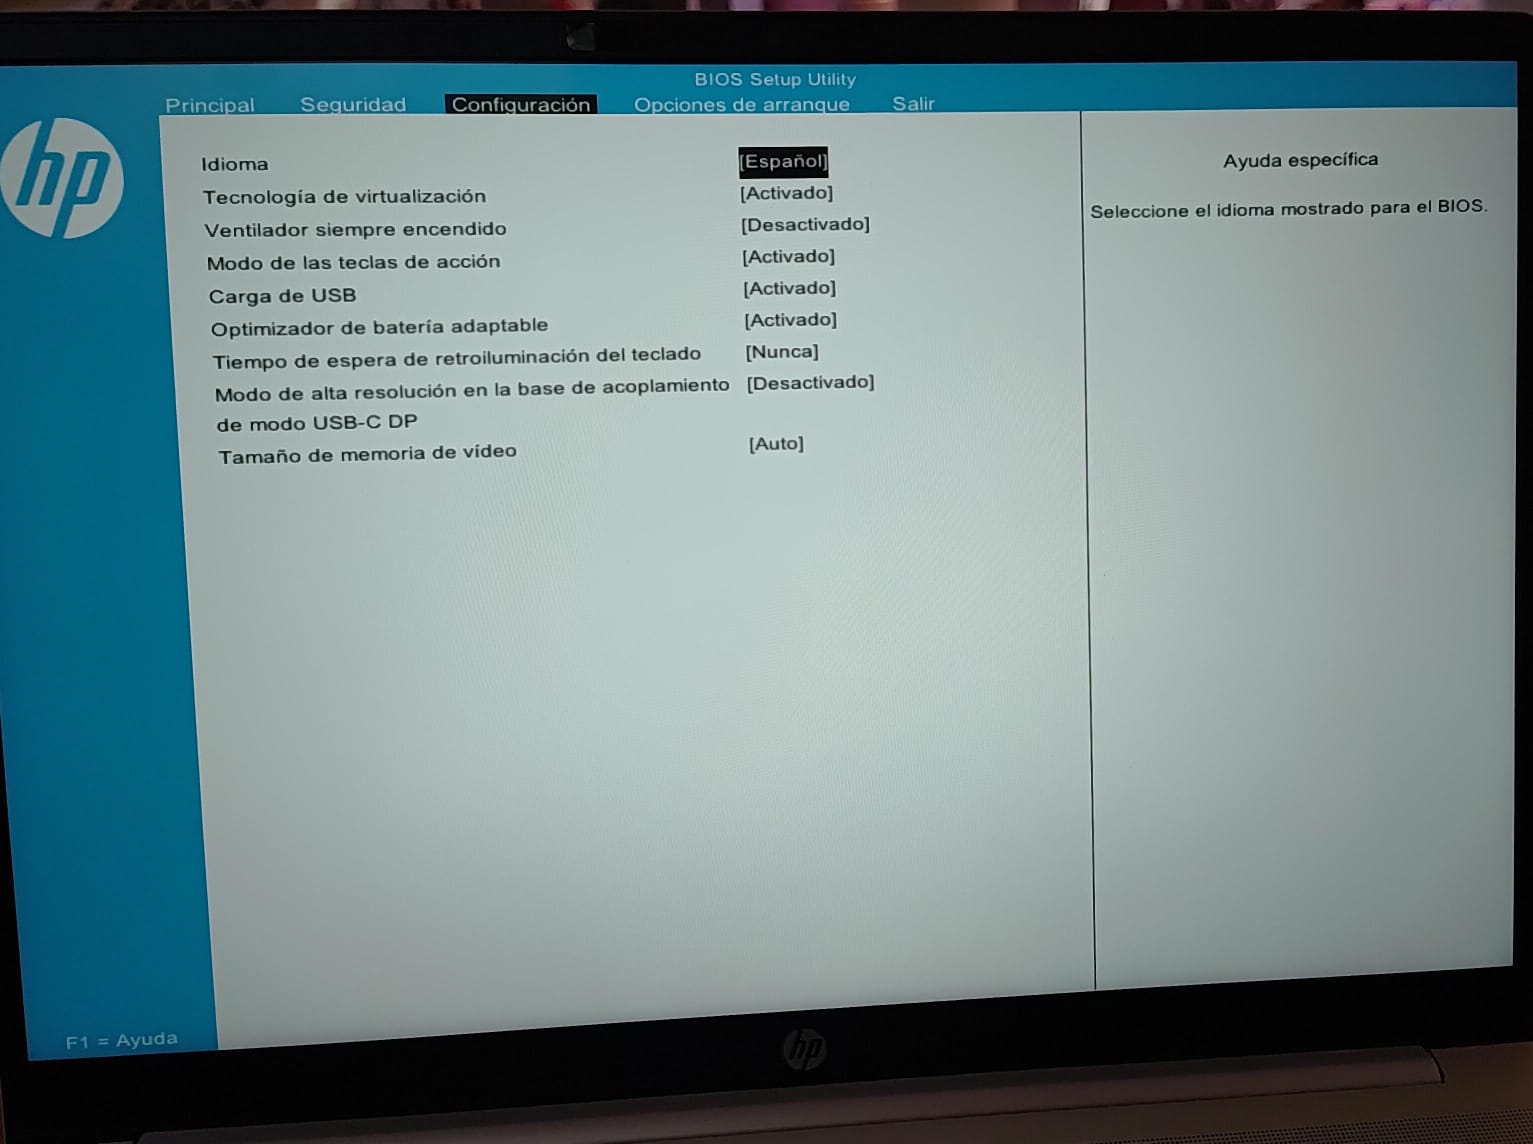 BIOS Setup Utility
Principal Seguridad Configuración Opciones de arranque Salir
hp
Idioma [Español]
Tecnología de virtualización [Activado]
Ventilador siempre encendido [Desactivado]
Modo de las teclas de acción [Activado]
Carga de USB [Activado]
Optimizador de batería adaptable [Activado]
Tiempo de espera de retroiluminación del teclado [Nunca]
Modo de alta resolución en la base de acoplamiento [Desactivado]
de modo USB-C DP
Tamaño de memoria de vídeo [Auto]
Ayuda específica
Seleccione el idioma mostrado para el BIOS.
F1 = Ayuda
hp